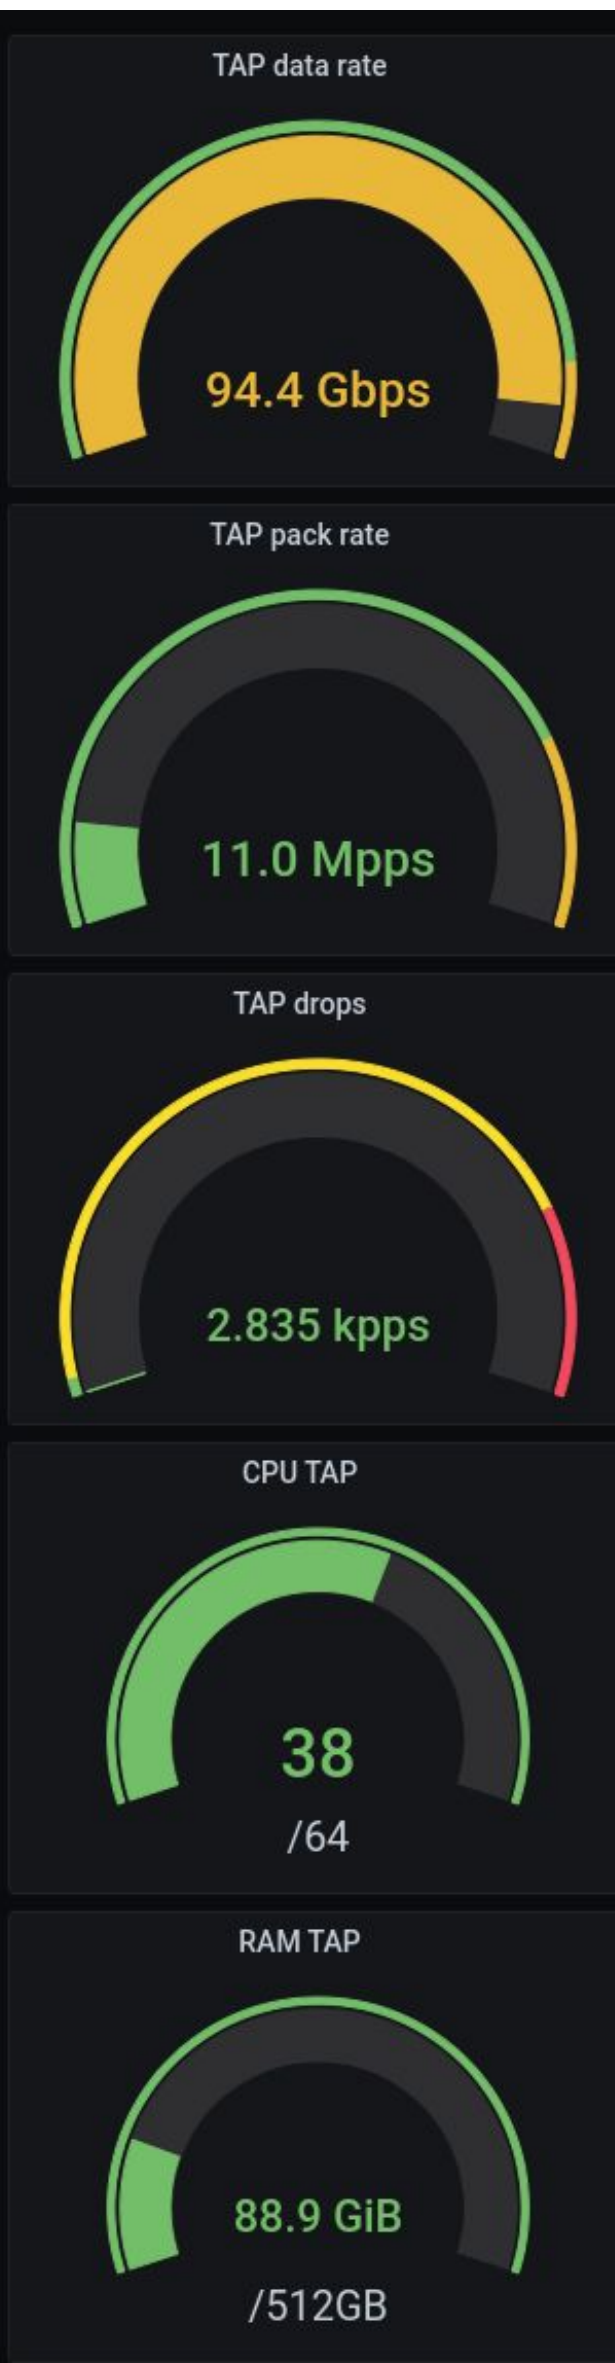 TAP data rate
94.4 Gbps
TAP pack rate
11.0 Mpps
TAP drops
2.835 kpps
CPU TAP
38
/64
RAM TAP
88.9 GiB
/512GB